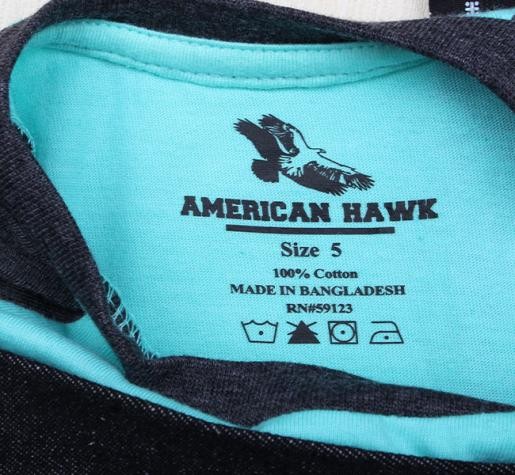 AMERICAN HAWK
Size 5
100% Cotton
MADE IN BANGLADESH
RN#59123